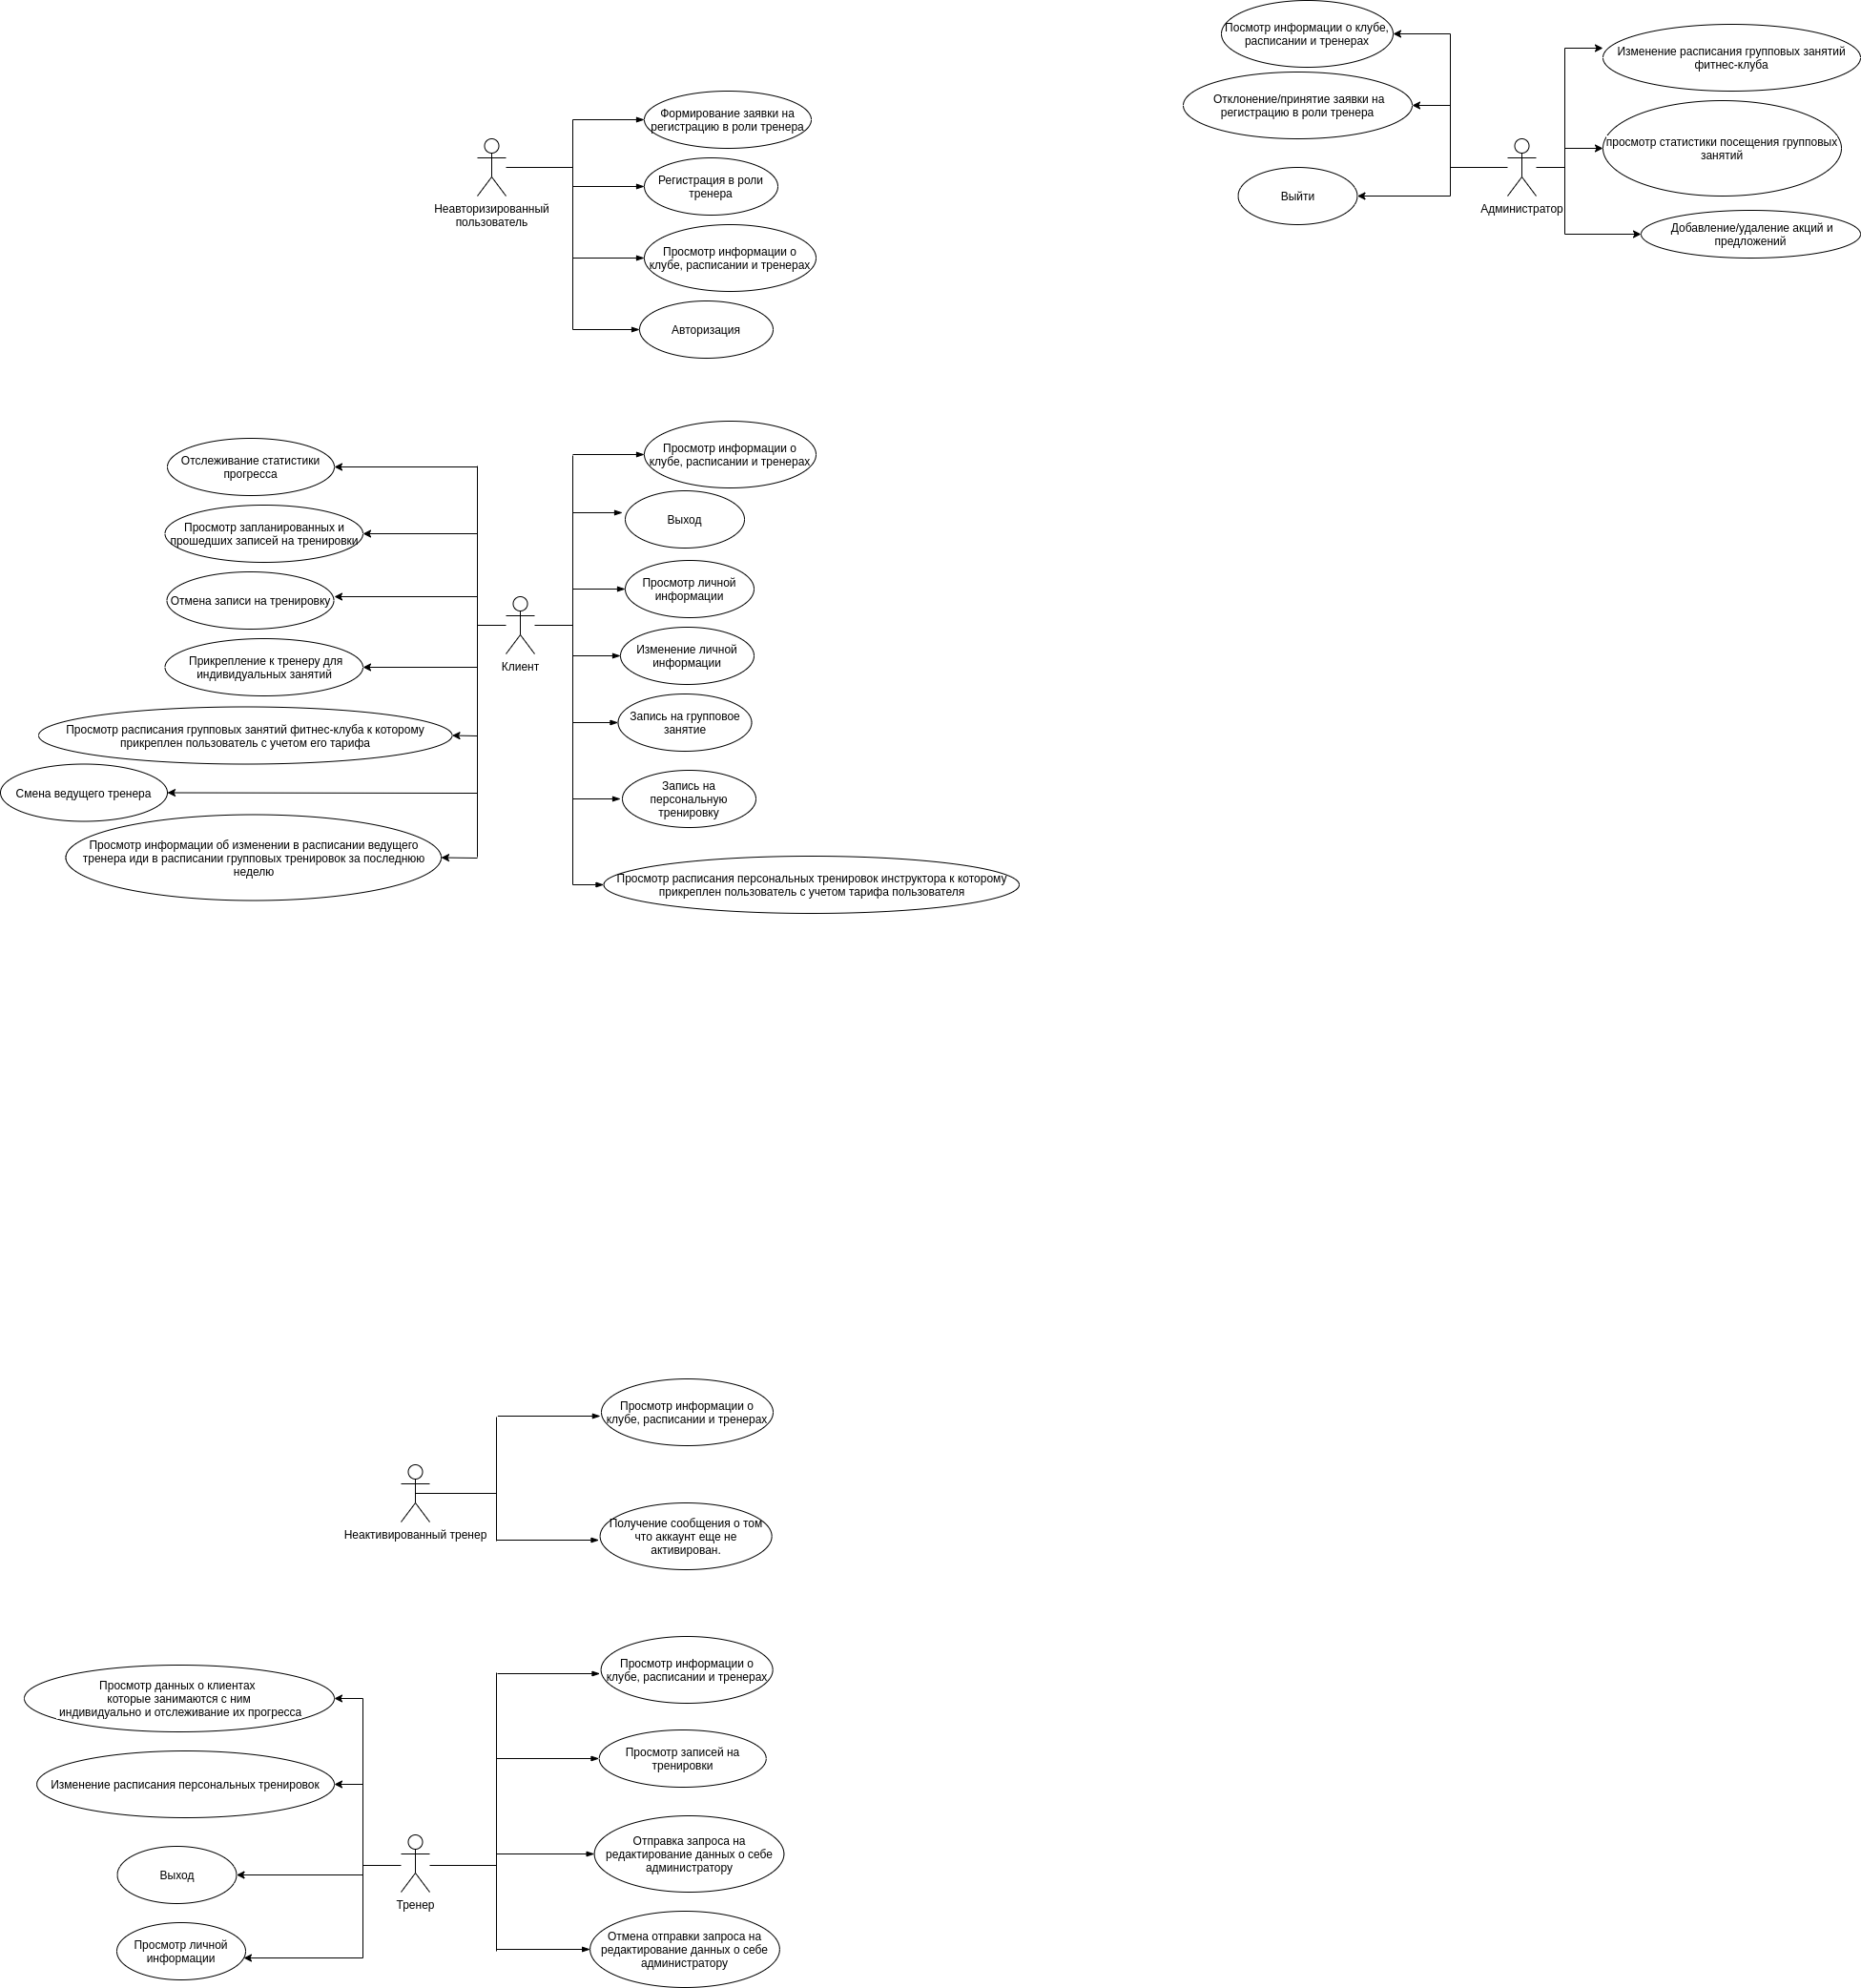 Посмотр информации о клубе,
расписании и тренерах
Отклонение/принятие заявки на
регистрацию в роли тренера
Выйти
Администратор
Изменение расписания групповых занятий
фитнес-клуба
просмотр статистики посещения групповых
занятий
Добавление/удаление акций и
предложений
Неавторизированный
пользователь
Формирование заявки на
регистрацию в роли тренера
Регистрация в роли
тренера
Просмотр информации о
клубе, расписании и тренерах
Авторизация
Отслеживание статистики
прогресса
Просмотр запланированных и
прошедших записей на тренировки
Отмена записи на тренировку
Прикрепление к тренеру для
индивидуальных занятий
Просмотр расписания групповых занятий фитнес-клуба к которому
прикреплен пользователь с учетом его тарифа
Смена ведущего тренера
Просмотр информации об изменении в расписании ведущего
тренера иди в расписании групповых тренировок за последнюю
неделю
Клиент
Просмотр информации о
клубе, расписании и тренерах
Выход
Просмотр личной
информации
Изменение личной
информации
Запись на групповое
занятие
Запись на
персональную
тренировку
Просмотр расписания персональных тренировок инструктора к которому
прикреплен пользователь с учетом тарифа пользователя
Неактивированный тренер
Просмотр информации о
клубе, расписании и тренерах
Получение сообщения о том
что аккаунт еще не
активирован.
Просмотр данных о клиентах
которые занимаются с ним
индивидуально и отслеживание их прогресса
Изменение расписания персональных тренировок
Выход
Просмотр личной
информации
Тренер
Просмотр информации о
клубе, расписании и тренерах
Просмотр записей на
тренировки
Отправка запроса на
редактирование данных о себе
администратору
Отмена отправки запроса на
редактирование данных о себе
администратору